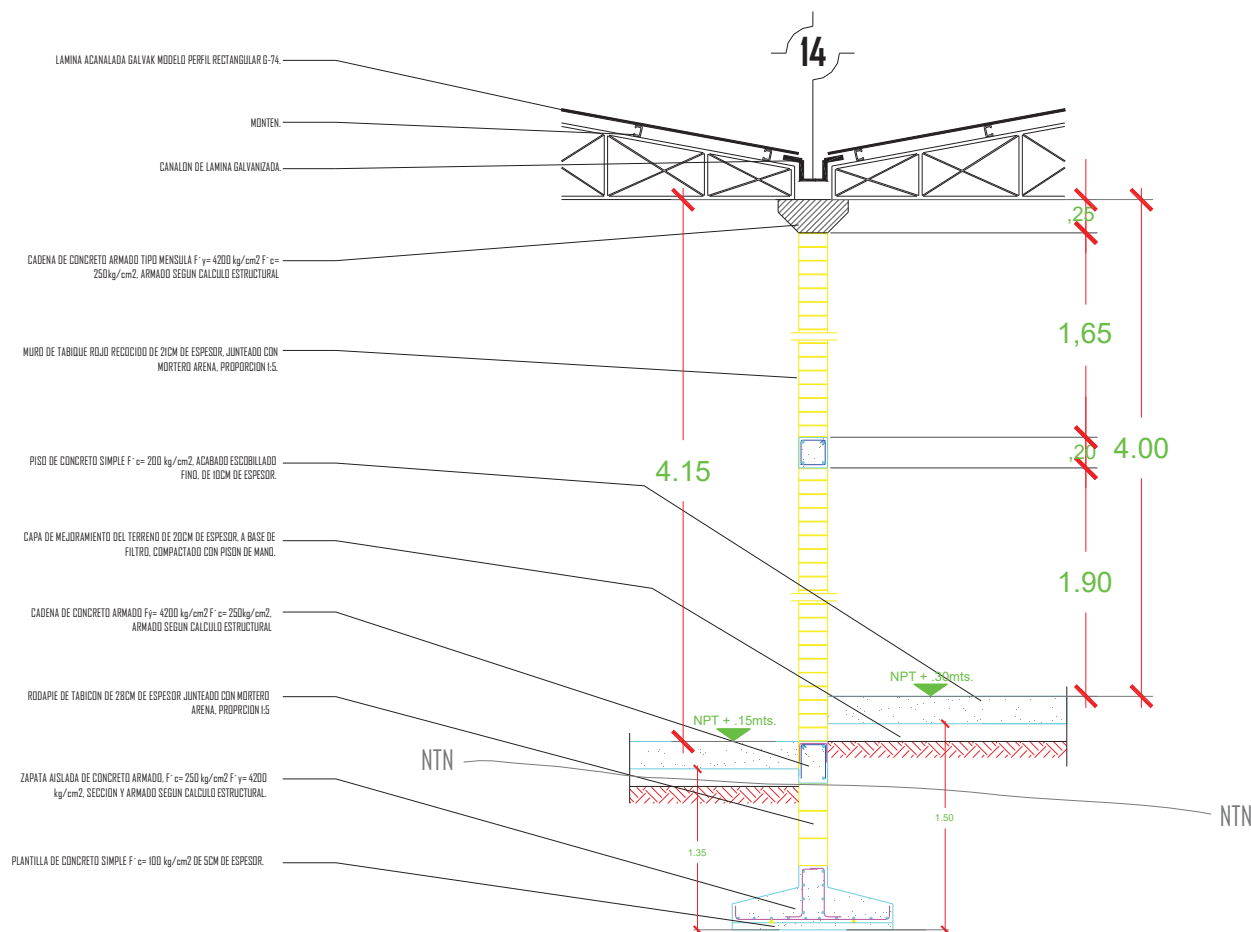 14
LAMINA ACANALADA GALVAK MODELO PERFIL RECTANGULAR G-74.
MONTEN.
CANALON DE LAMINA GALVANIZADA.
CADENA DE CONCRETO ARMADO TIPO MENSULA F´y= 4200 kg/cm2 F´c=
250kg/cm2, ARMADO SEGUN CALCULO ESTRUCTURAL
MURO DE TABIQUE ROJO RECOCIDO DE 21CM DE ESPESOR, JUNTEADO CON
MORTERO ARENA, PROPORCION 1:5.
PISO DE CONCRETO SIMPLE F´c= 200 kg/cm2, ACABADO ESCOBILLADO
FINO, DE 10CM DE ESPESOR.
CAPA DE MEJORAMIENTO DEL TERRENO DE 20CM DE ESPESOR, A BASE DE
FILTRO, COMPACTADO CON PISON DE MANO.
CADENA DE CONCRETO ARMADO Fý= 4200 kg/cm2 F´c= 250kg/cm2,
ARMADO SEGUN CALCULO ESTRUCTURAL
RODAPIE DE TABICON DE 28CM DE ESPESOR JUNTEADO CON MORTERO
ARENA, PROPRCION 1:5
ZAPATA AISLADA DE CONCRETO ARMADO, F´c= 250 kg/cm2 F´y= 4200
kg/cm2, SECCION Y ARMADO SEGUN CALCULO ESTRUCTURAL.
PLANTILLA DE CONCRETO SIMPLE F´c= 100 kg/cm2 DE 5CM DE ESPESOR.
,25
1,65
,20
4.00
4.15
1.90
NPT + .30mts.
NPT + .15mts.
NTN
NTN
1.50
1.35